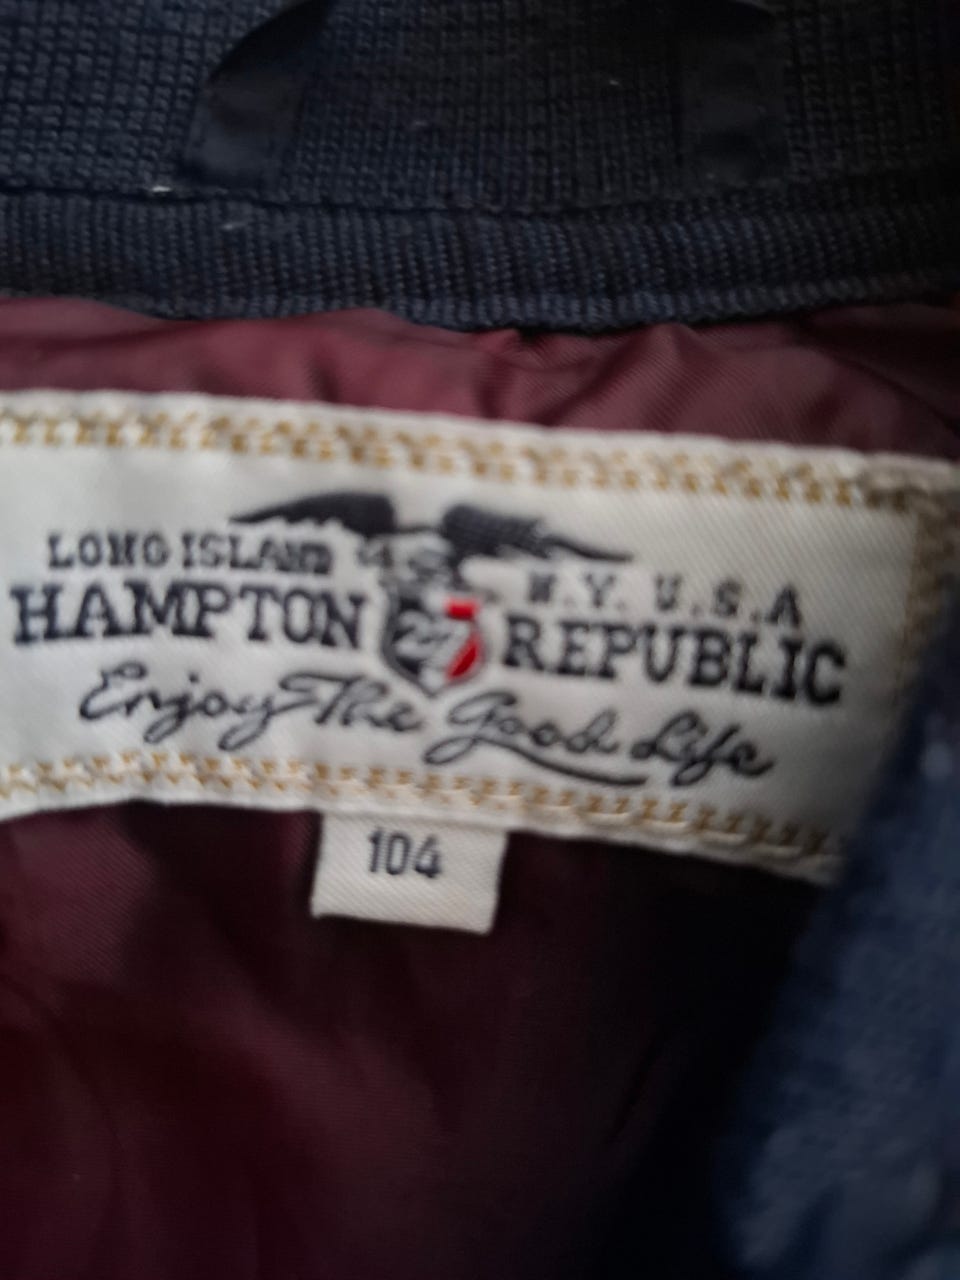 LONG ISLAND N.Y. U.S.A
HAMPTON 27 REPUBLIC
Enjoy The Good Life
104